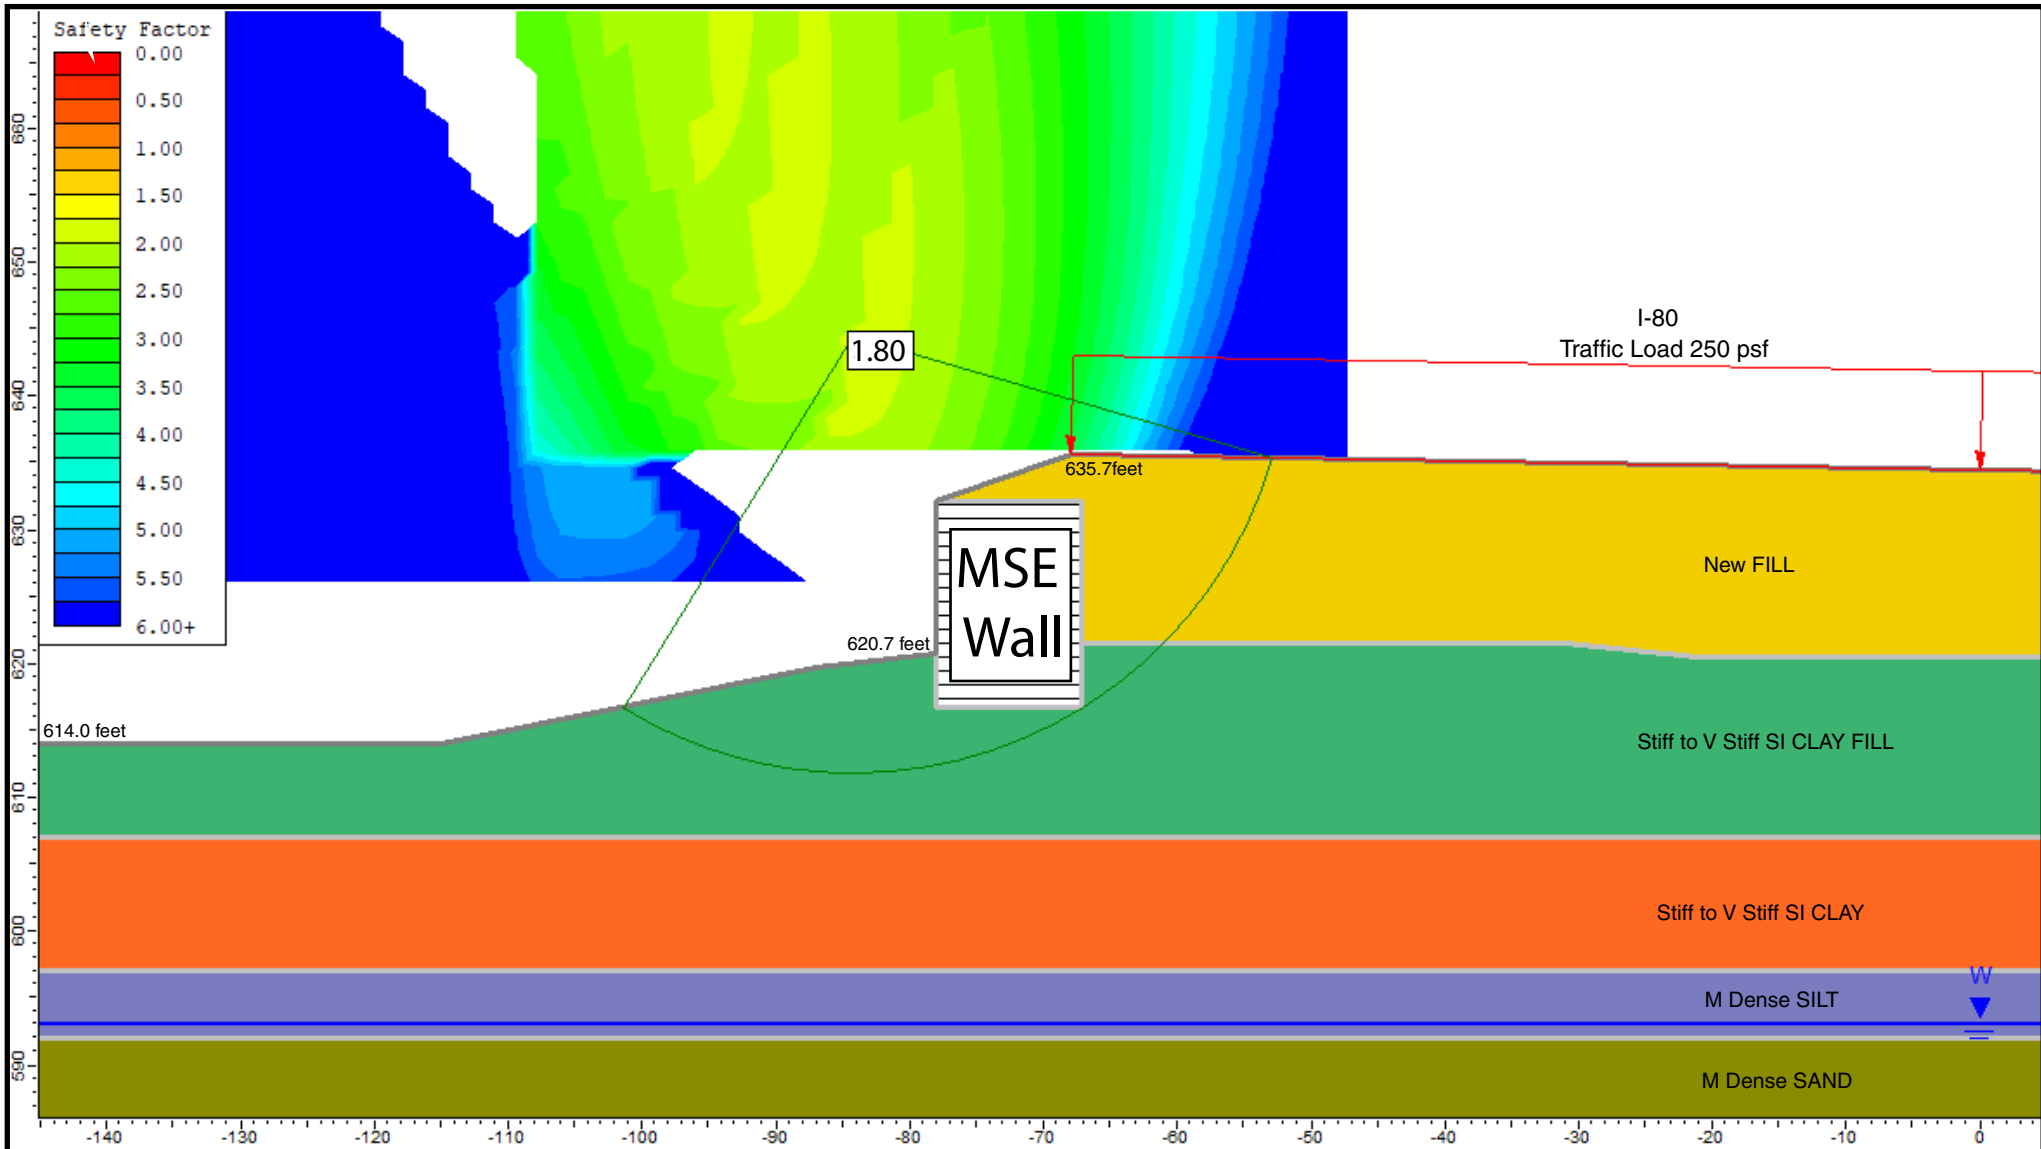 Safety Factor
0.00
0.50
1.00
1.50
2.00
2.50
3.00
3.50
4.00
4.50
5.00
5.50
6.00+
660
650
640
630
620
610
600
590
1.80
I-80
Traffic Load 250 psf
635.7feet
MSE
Wall
New FILL
620.7 feet
614.0 feet
Stiff to V Stiff SI CLAY FILL
Stiff to V Stiff SI CLAY
W
M Dense SILT
M Dense SAND
-140 -130 -120 -110 -100 -90 -80 -70 -60 -50 -40 -30 -20 -10 0